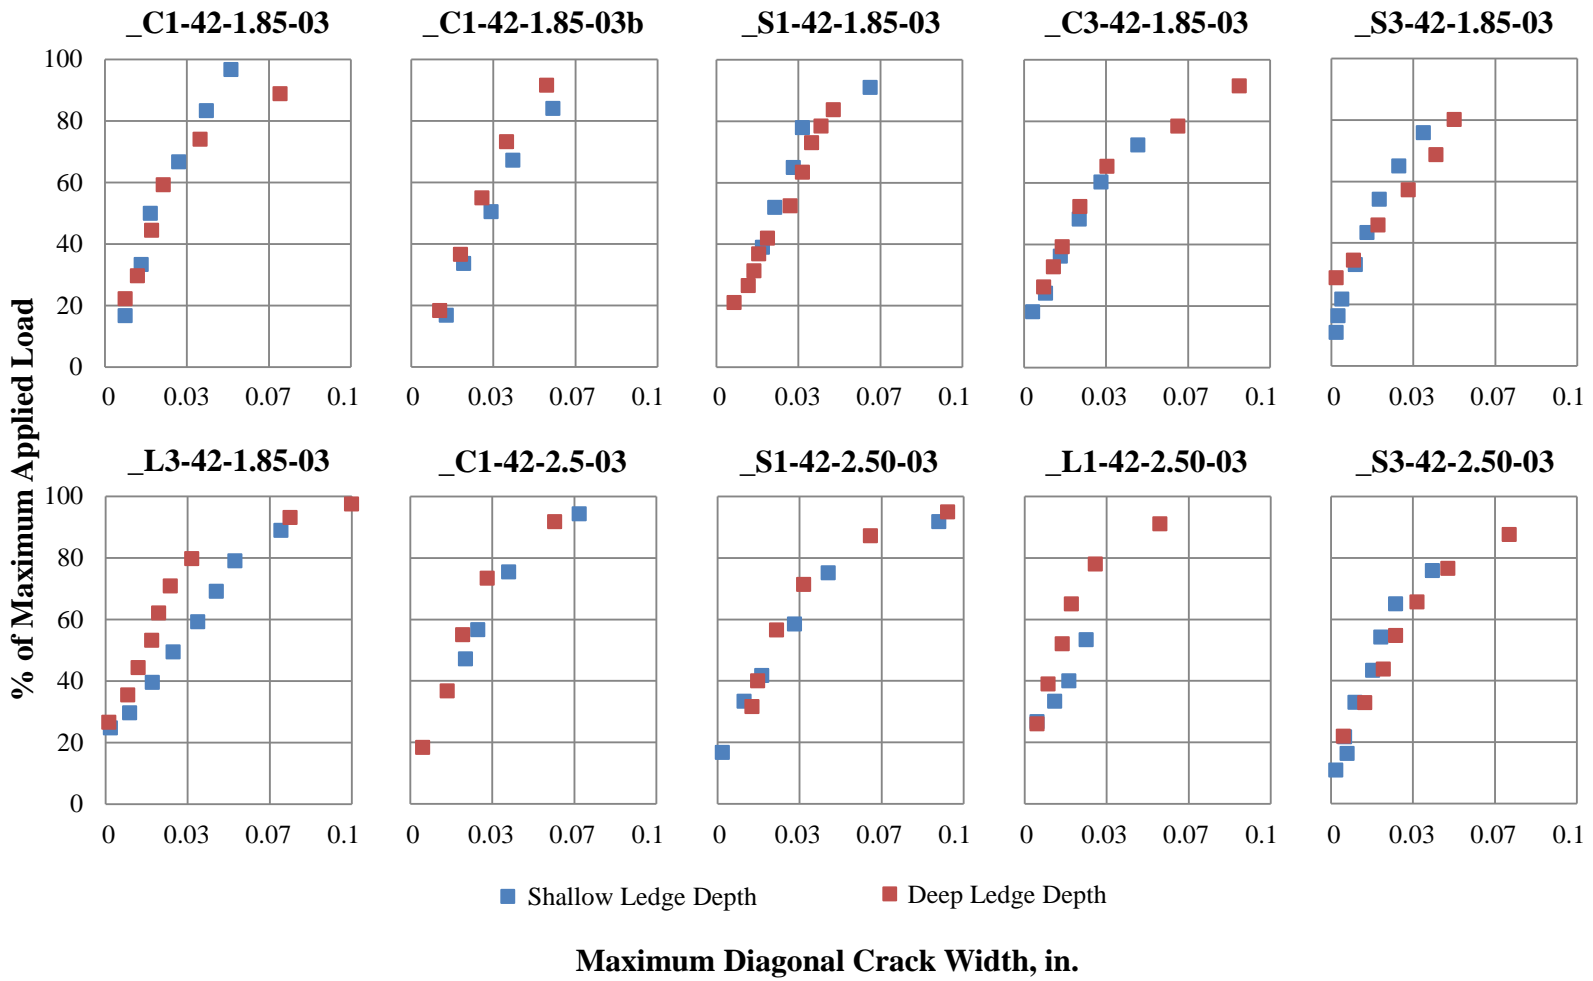 _C1-42-1.85-03 _C1-42-1.85-03b _S1-42-1.85-03 _C3-42-1.85-03 _S3-42-1.85-03
100
80
60
40
20
0
0 0.03 0.07 0.1 0 0.03 0.07 0.1 0 0.03 0.07 0.1 0 0.03 0.07 0.1 0 0.03 0.07 0.1
% of Maximum Applied Load
_L3-42-1.85-03 _C1-42-2.5-03 _S1-42-2.50-03 _L1-42-2.50-03 _S3-42-2.50-03
100
80
60
40
20
0
0 0.03 0.07 0.1 0 0.03 0.07 0.1 0 0.03 0.07 0.1 0 0.03 0.07 0.1 0 0.03 0.07 0.1
Shallow Ledge Depth Deep Ledge Depth
Maximum Diagonal Crack Width, in.